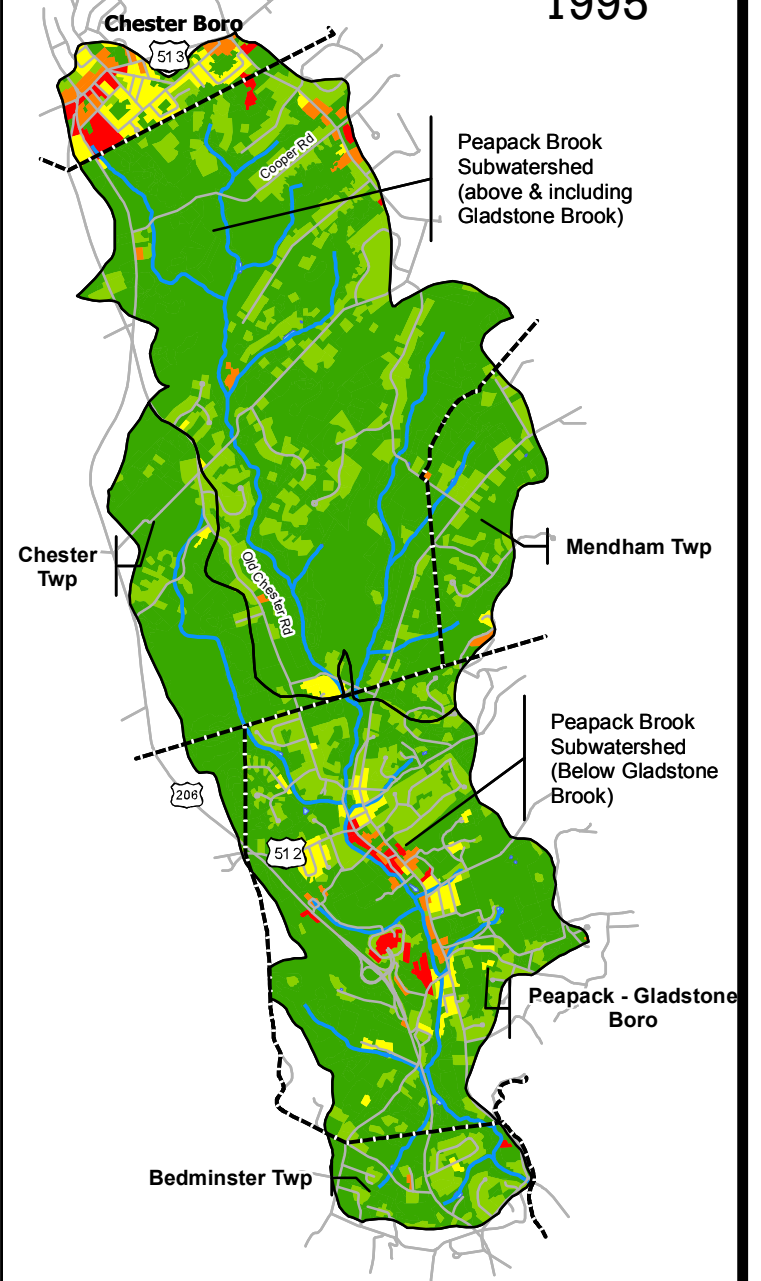 1995
Chester Boro
513
Cooper Rd
Peapack Brook
Subwatershed
(above & including
Gladstone Brook)
Chester
Twp
Old Chester Rd
Mendham Twp
Peapack Brook
Subwatershed
(Below Gladstone
Brook)
206
512
Peapack - Gladstone
Boro
Bedminster Twp